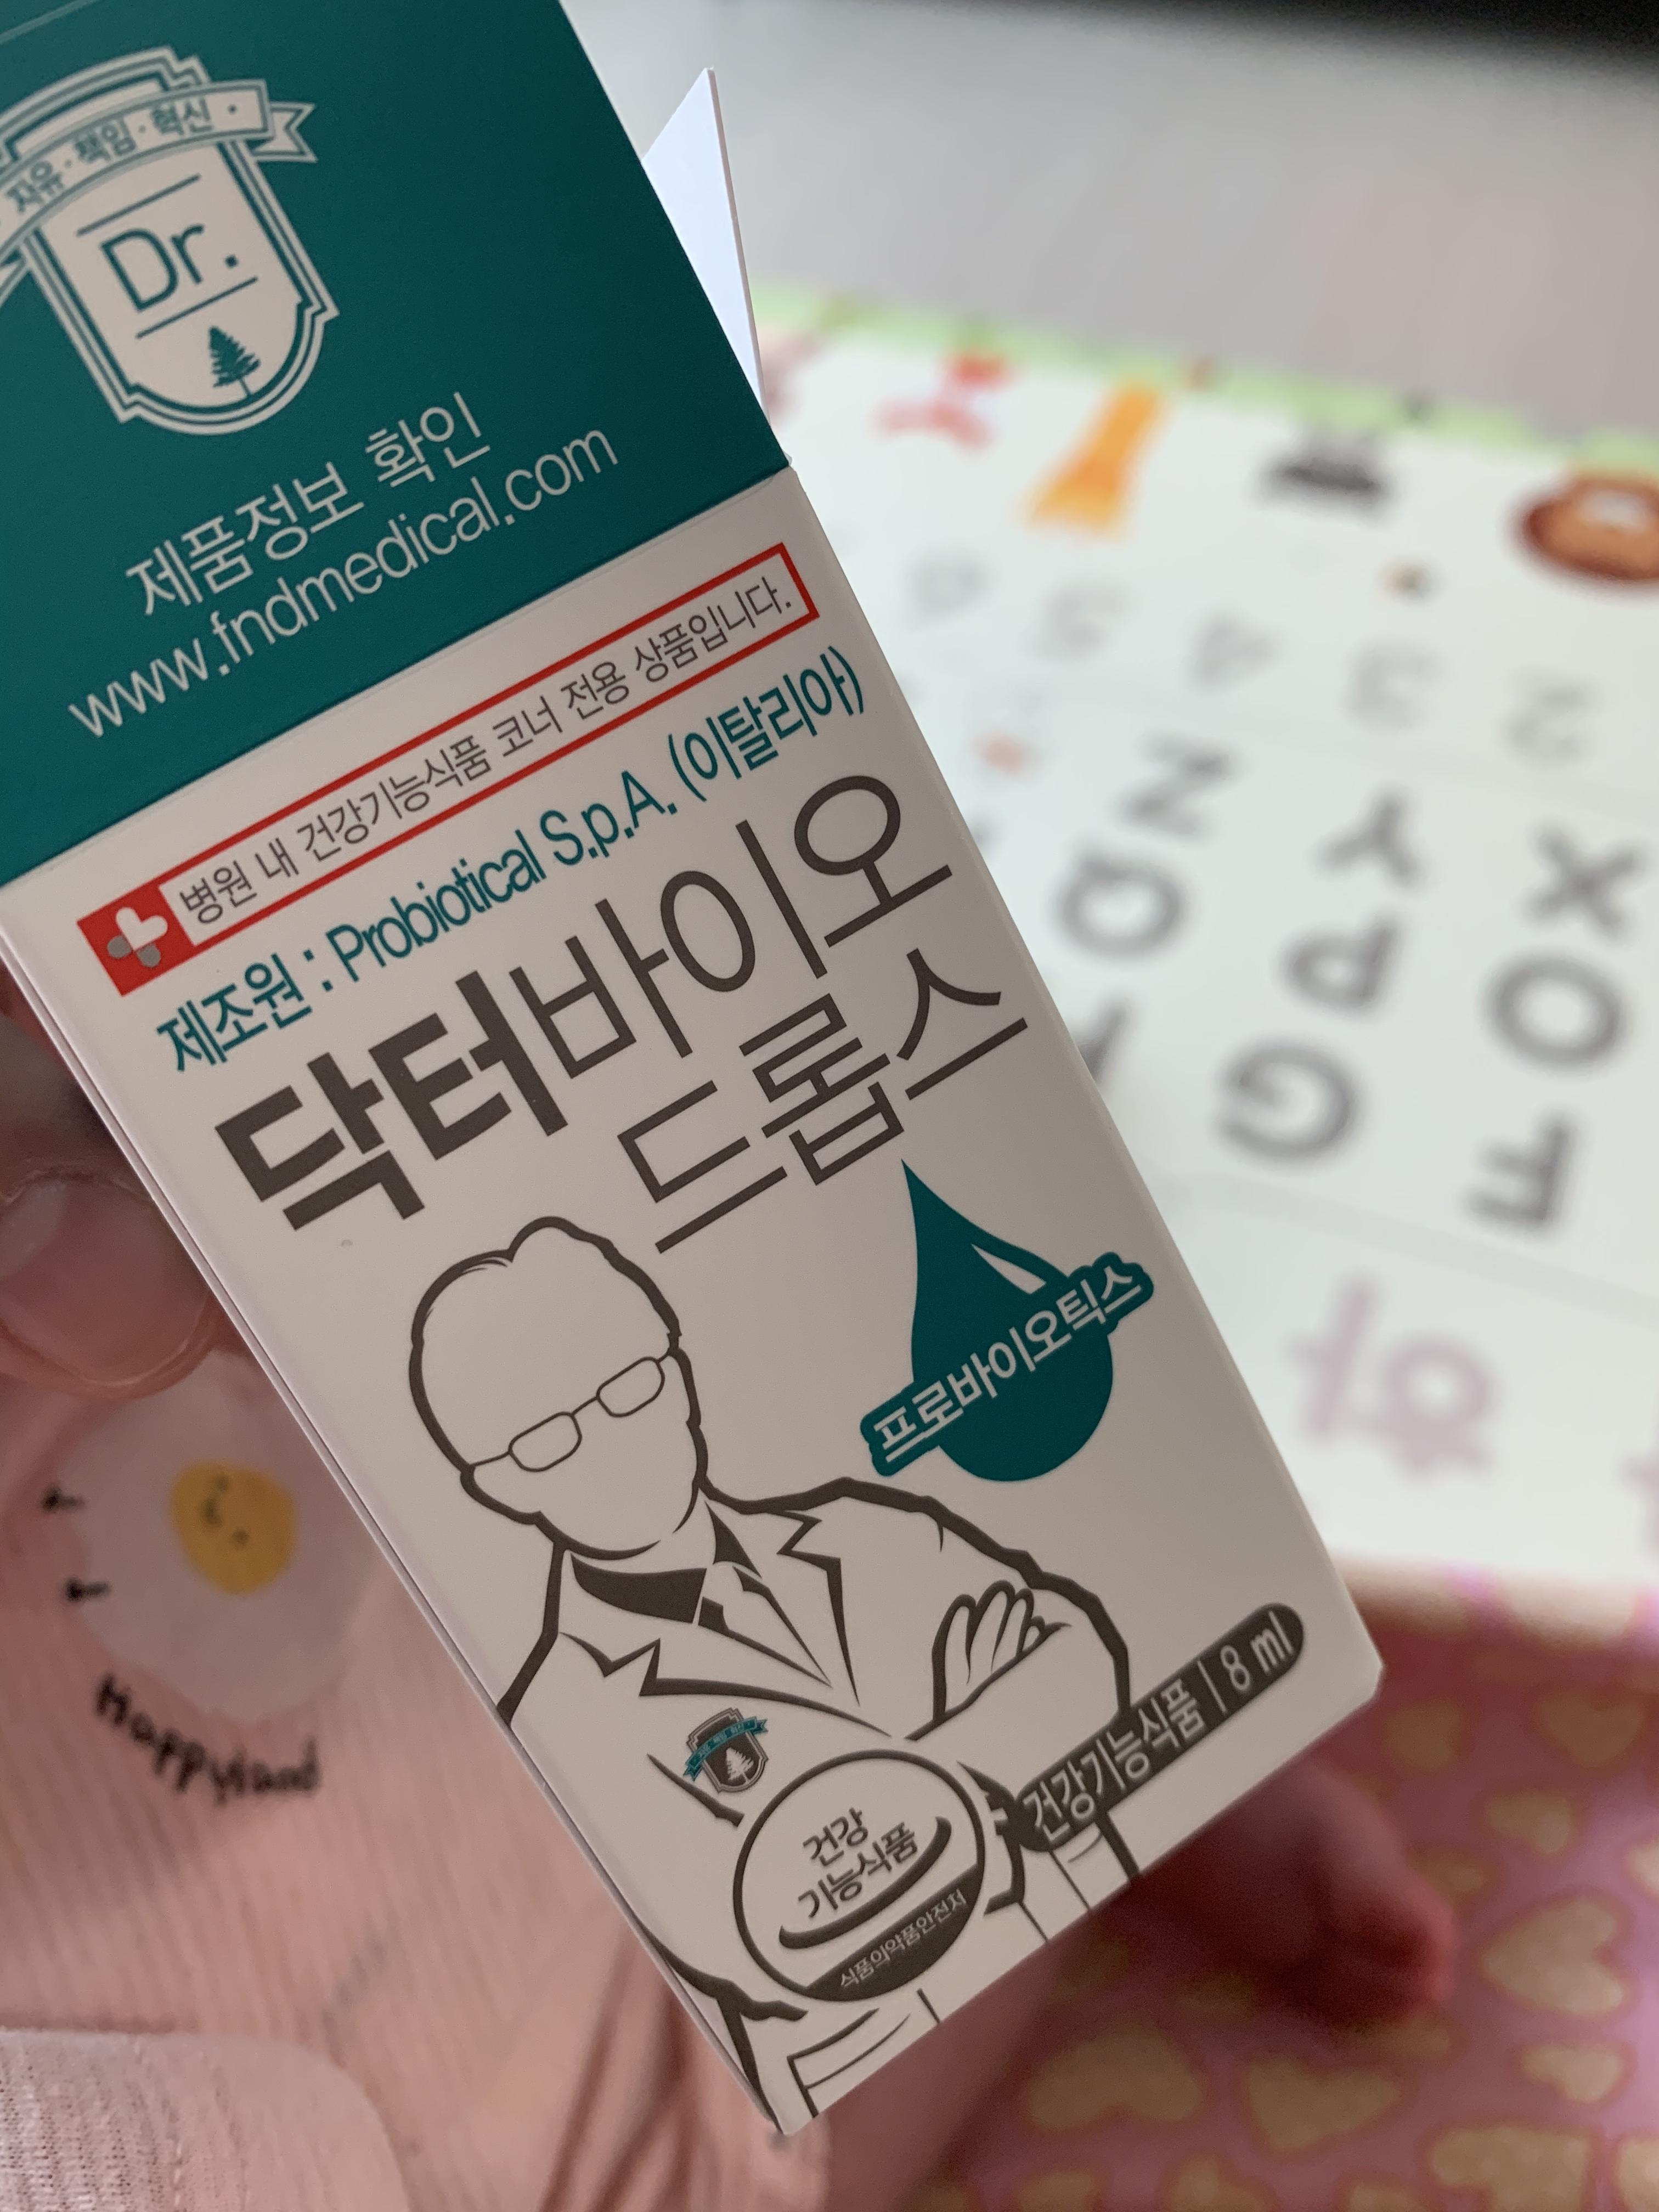 자유·책임·혁신
Dr.
제품정보 확인
www.fndmedical.com
병원 내 건강기능식품 코너 전용 상품입니다.
제조원 : Probiotical S.p.A. (이탈리아)
닥터바이오
드롭스
프로바이오틱스
건강기능식품 | 8 ml
건강
기능식품
식품의약품안전처
Happyland
Z Y X
Q P O
G F